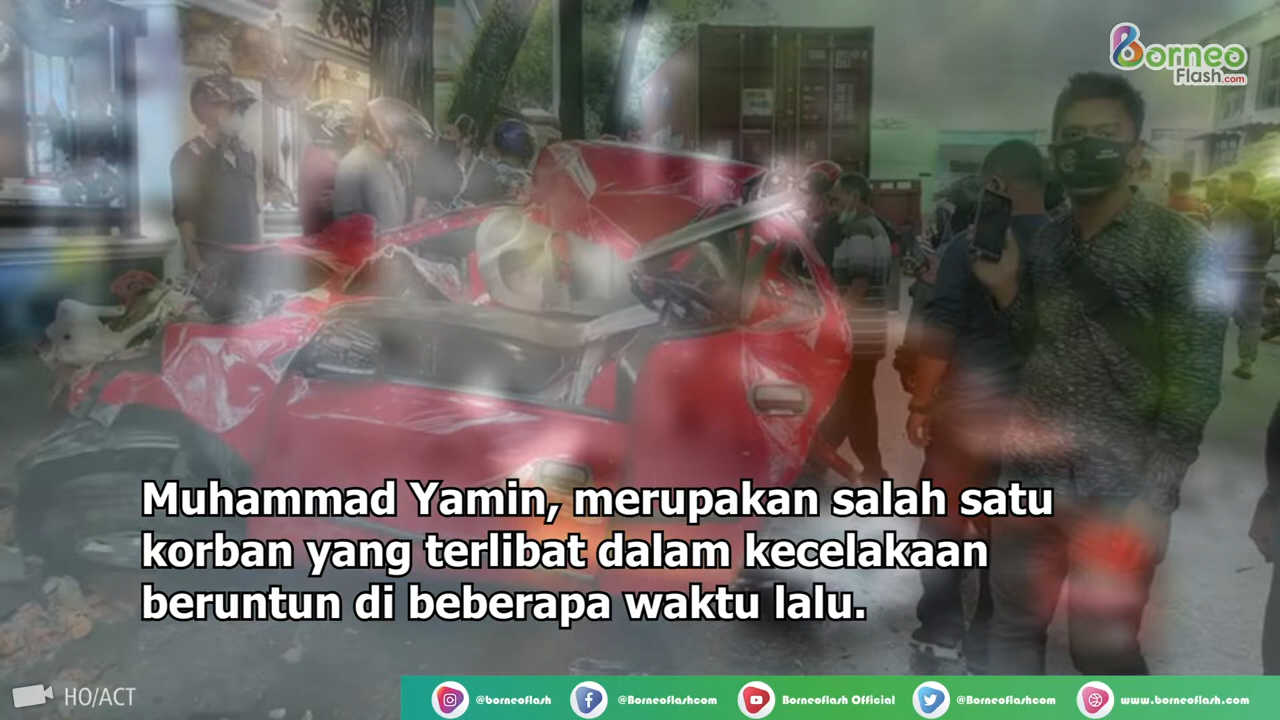 Borneo
Flash.com
Muhammad Yamin, merupakan salah satu
korban yang terlibat dalam kecelakaan
beruntun di beberapa waktu lalu.
HO/ACT
@borneoflash
@Borneoflashcom
Borneoflash Official
@Borneoflashcom
www.borneoflash.com